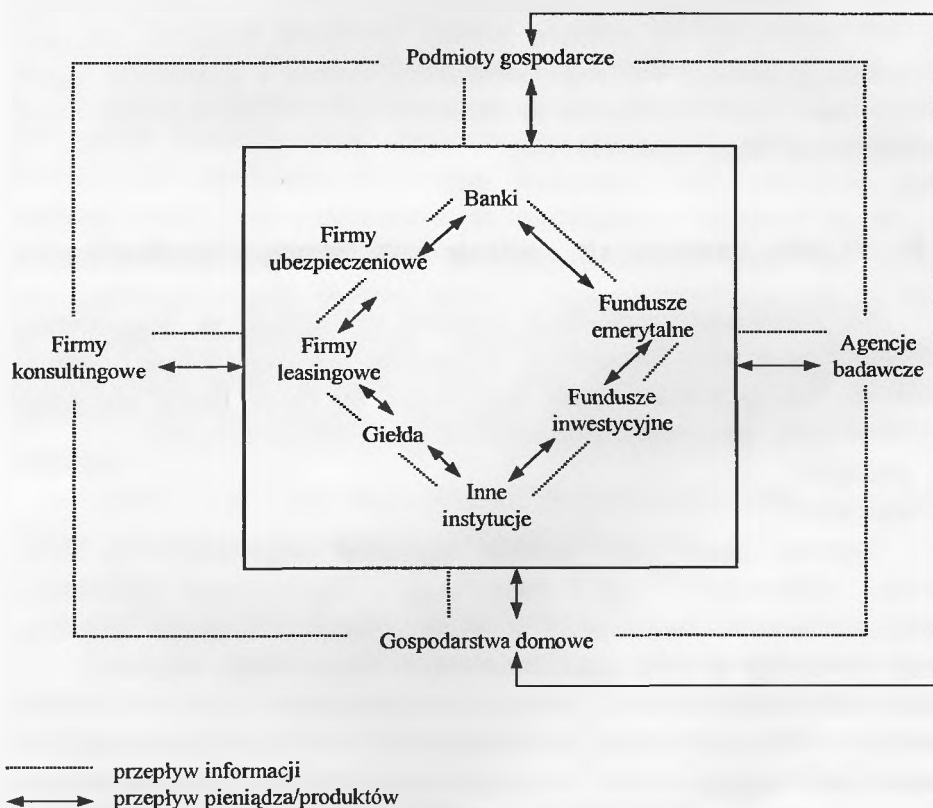 Podmioty gospodarcze
Banki
Firmy
ubezpieczeniowe
Fundusze
emerytalne
Firmy
konsultingowe
Firmy
leasingowe
Agencje
badawcze
Fundusze
inwestycyjne
Giełda
Inne
instytucje
Gospodarstwa domowe
przepływ informacji
przepływ pieniądza/produktów